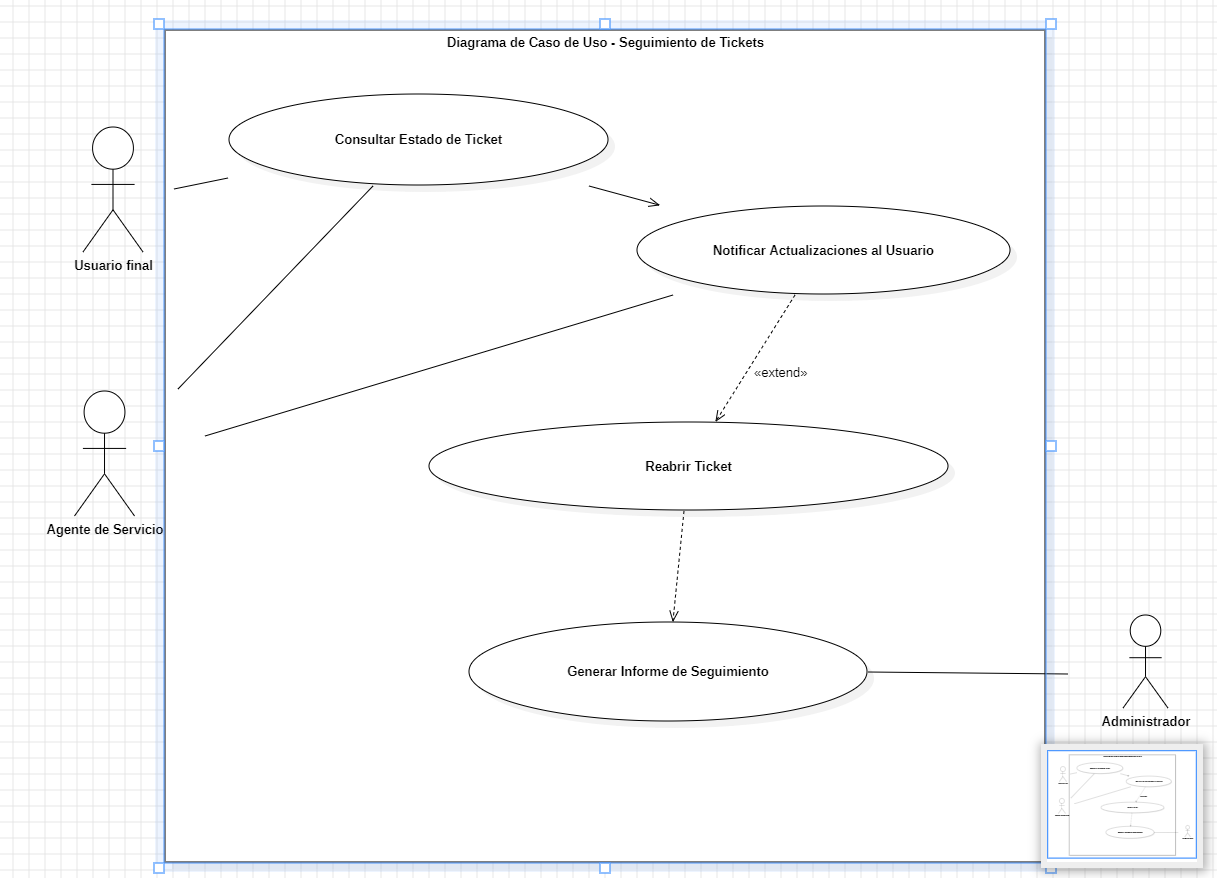 Diagrama de Caso de Uso - Seguimiento de Tickets
Consultar Estado de Ticket
Usuario final
Notificar Actualizaciones al Usuario
«extend»
Reabrir Ticket
Agente de Servicio
Generar Informe de Seguimiento
Administrador